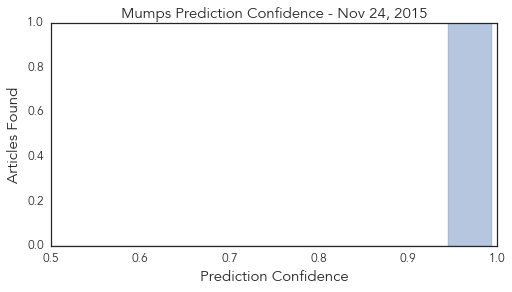 Mumps Prediction Confidence - Nov 24, 2015
1.0
0.8
0.6
0.4
0.2
0.0
Articles Found
0.5 0.6 0.7 0.8 0.9 1.0
Prediction Confidence